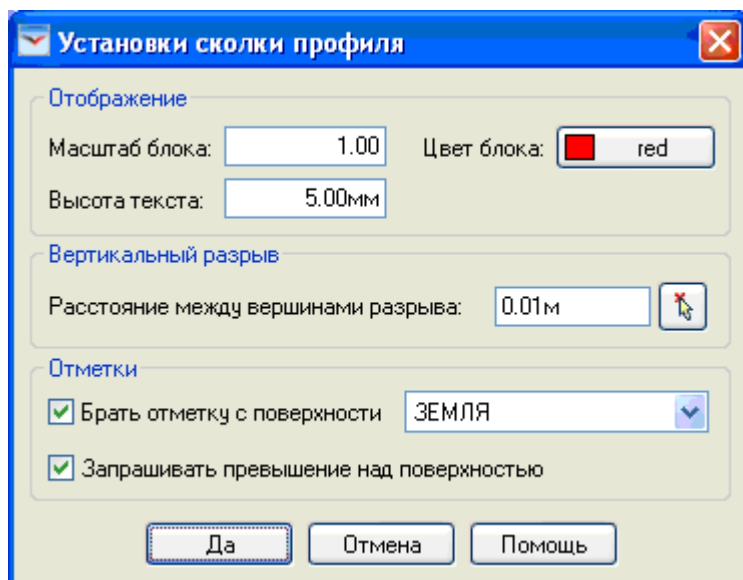 Установки сколки профиля
Отображение
Масштаб блока: 1.00 Цвет блока: red
Высота текста: 5.00мм
Вертикальный разрыв
Расстояние между вершинами разрыва: 0.01м
Отметки
Брать отметку с поверхности ЗЕМЛЯ
Запрашивать превышение над поверхностью
Да Отмена Помощь